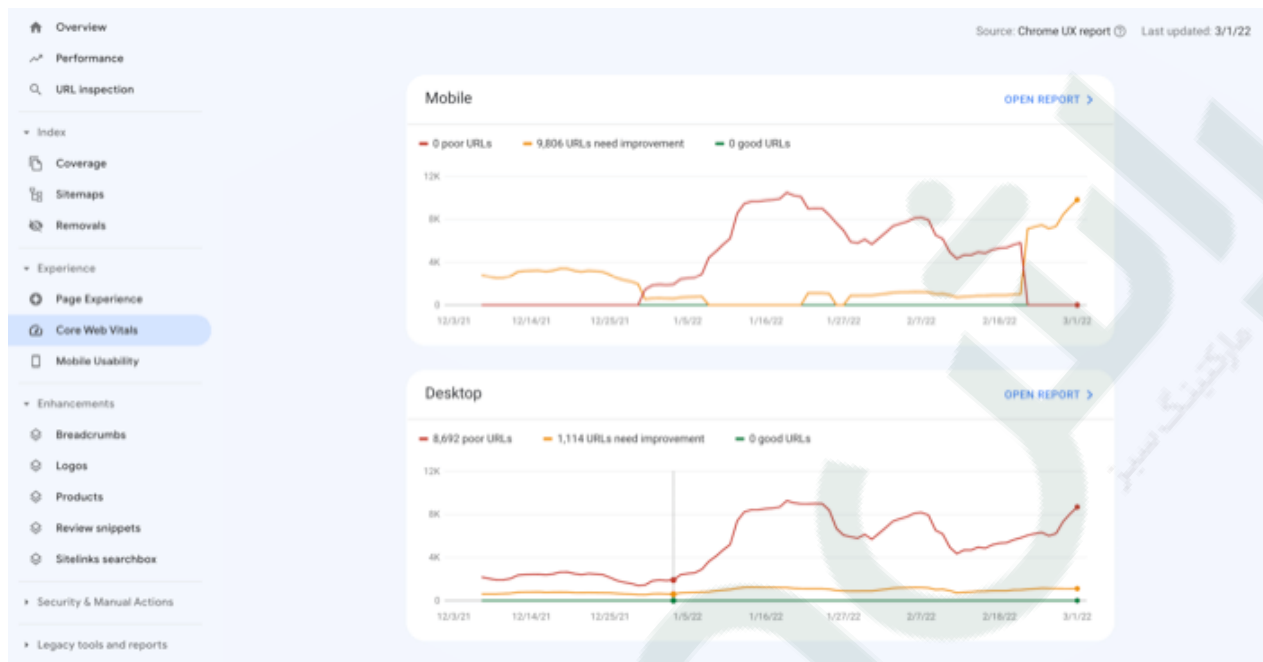 Overview
Performance
URL inspection
Index
Coverage
Sitemaps
Removals
Experience
Page Experience
Core Web Vitals
Mobile Usability
Enhancements
Breadcrumbs
Logos
Products
Review snippets
Sitelinks searchbox
Security & Manual Actions
Legacy tools and reports
Source: Chrome UX report Last updated: 3/1/22
Mobile
OPEN REPORT
0 poor URLs 9,806 URLs need improvement 0 good URLs
12K
8K
4K
0
12/3/21 12/14/21 12/25/21 1/5/22 1/16/22 1/27/22 2/7/22 2/18/22 3/1/22
Desktop
OPEN REPORT
8,692 poor URLs 1,114 URLs need improvement 0 good URLs
12K
8K
4K
0
12/3/21 12/14/21 12/25/21 1/5/22 1/16/22 1/27/22 2/7/22 2/18/22 3/1/22
مارکتینگ سیز